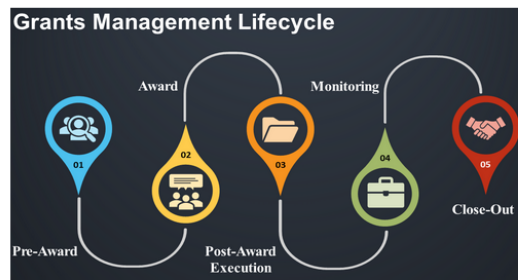 Grants Management Lifecycle
01
Pre-Award
Award
02
03
Post-Award
Execution
Monitoring
04
05
Close-Out